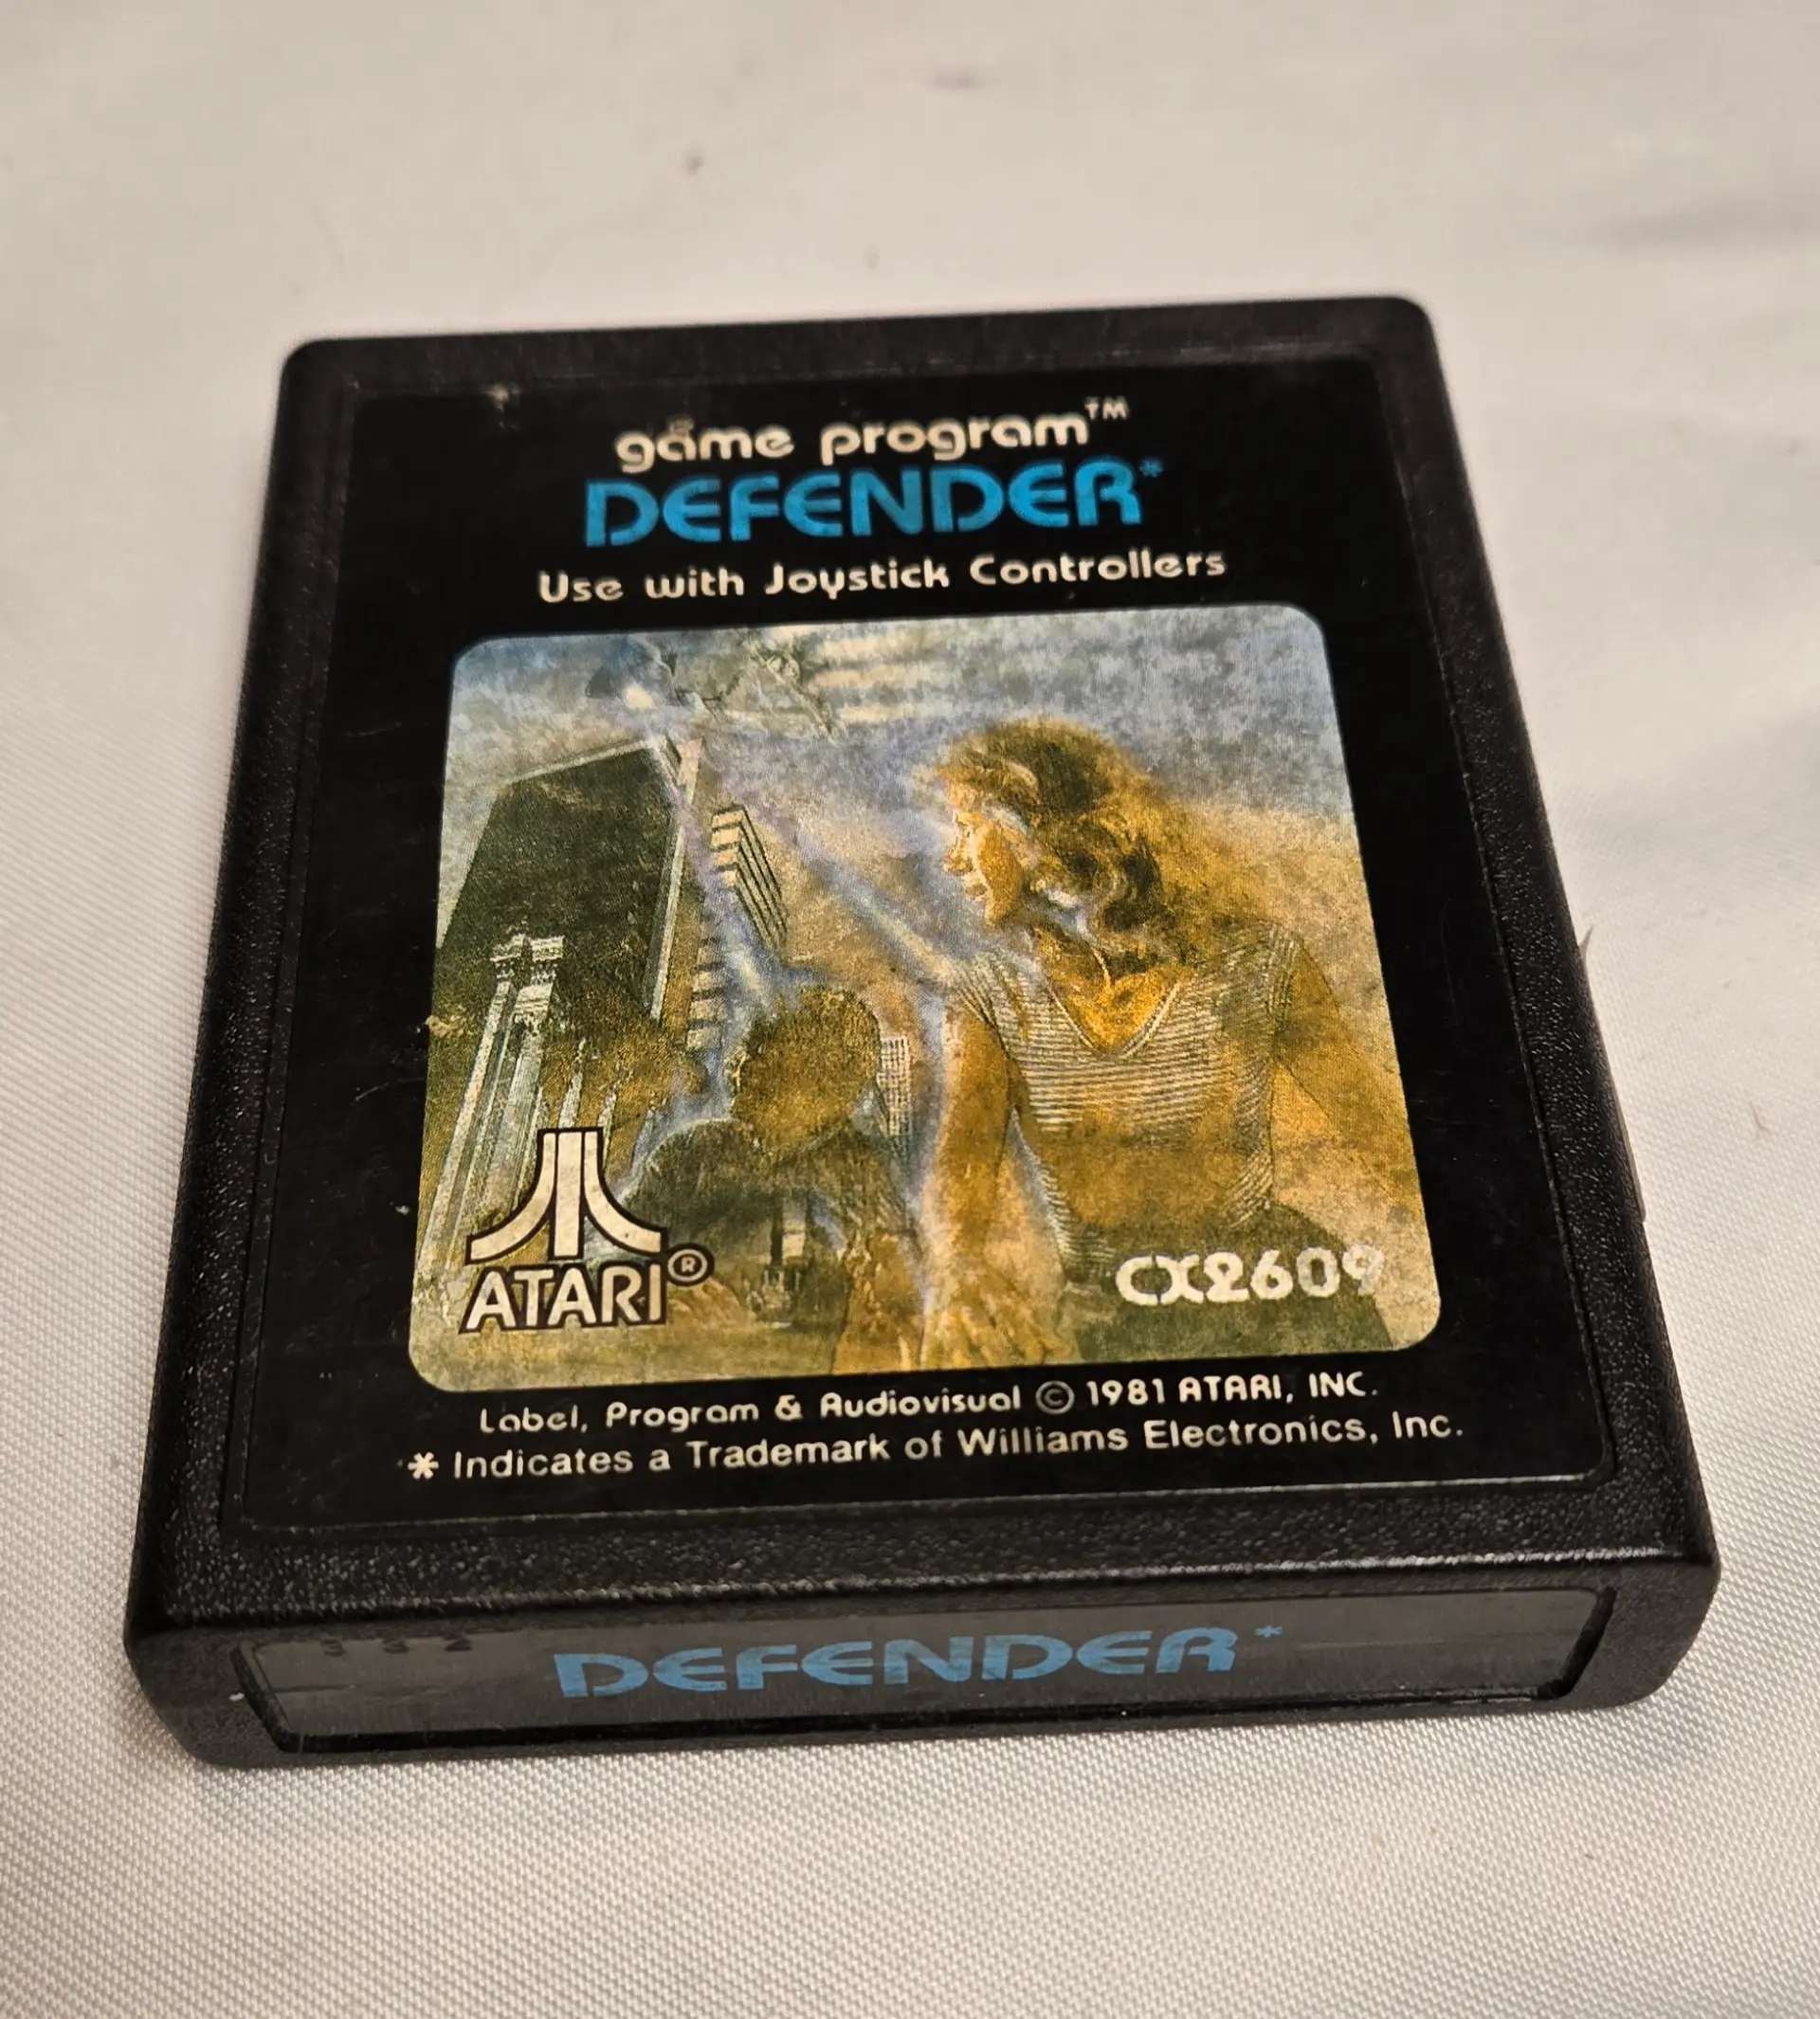 game program™
DEFENDER*
Use with Joystick Controllers
ATARI®
CX2609
Label, Program & Audiovisual © 1981 ATARI, INC.
* Indicates a Trademark of Williams Electronics, Inc.
332
DEFENDER*